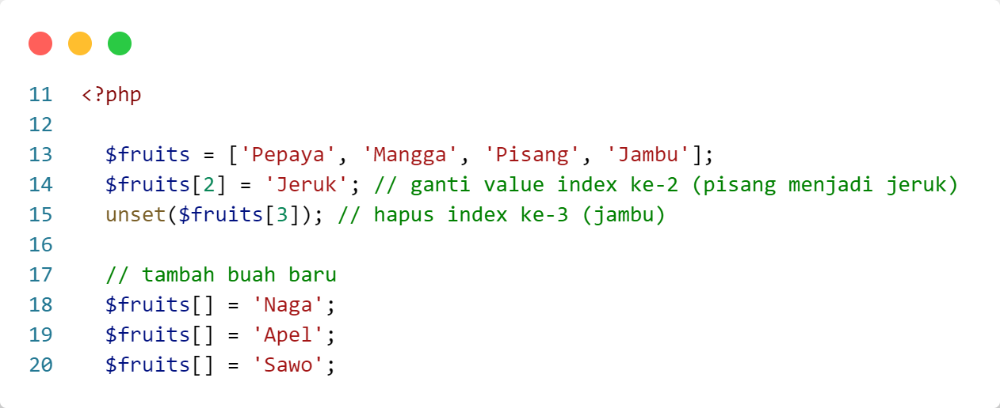 11 <?php
12
13 $fruits = ['Pepaya', 'Mangga', 'Pisang', 'Jambu'];
14 $fruits[2] = 'Jeruk'; // ganti value index ke-2 (pisang menjadi jeruk)
15 unset($fruits[3]); // hapus index ke-3 (jambu)
16
17 // tambah buah baru
18 $fruits[] = 'Naga';
19 $fruits[] = 'Apel';
20 $fruits[] = 'Sawo';